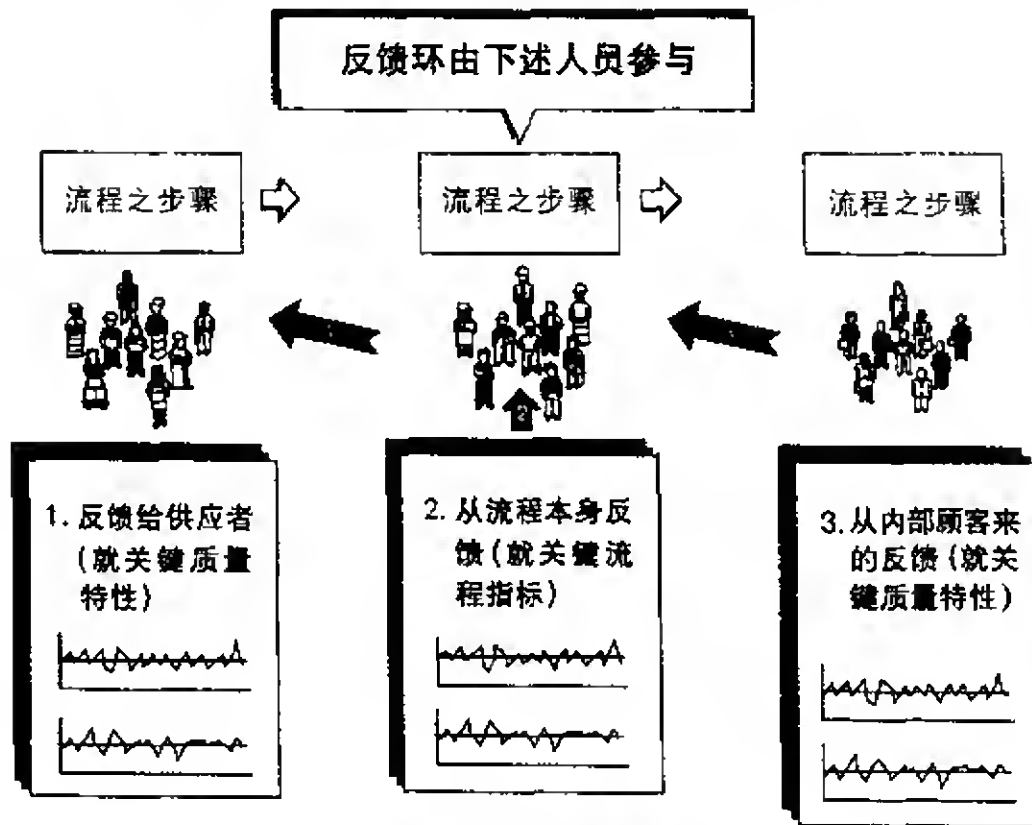 反馈环由下述人员参与
流程之步骤
流程之步骤
流程之步骤
2
1. 反馈给供应者
(就关键质量
特性)
2. 从流程本身反
馈(就关键流
程指标)
3. 从内部顾客来
的反馈(就关
键质量特性)